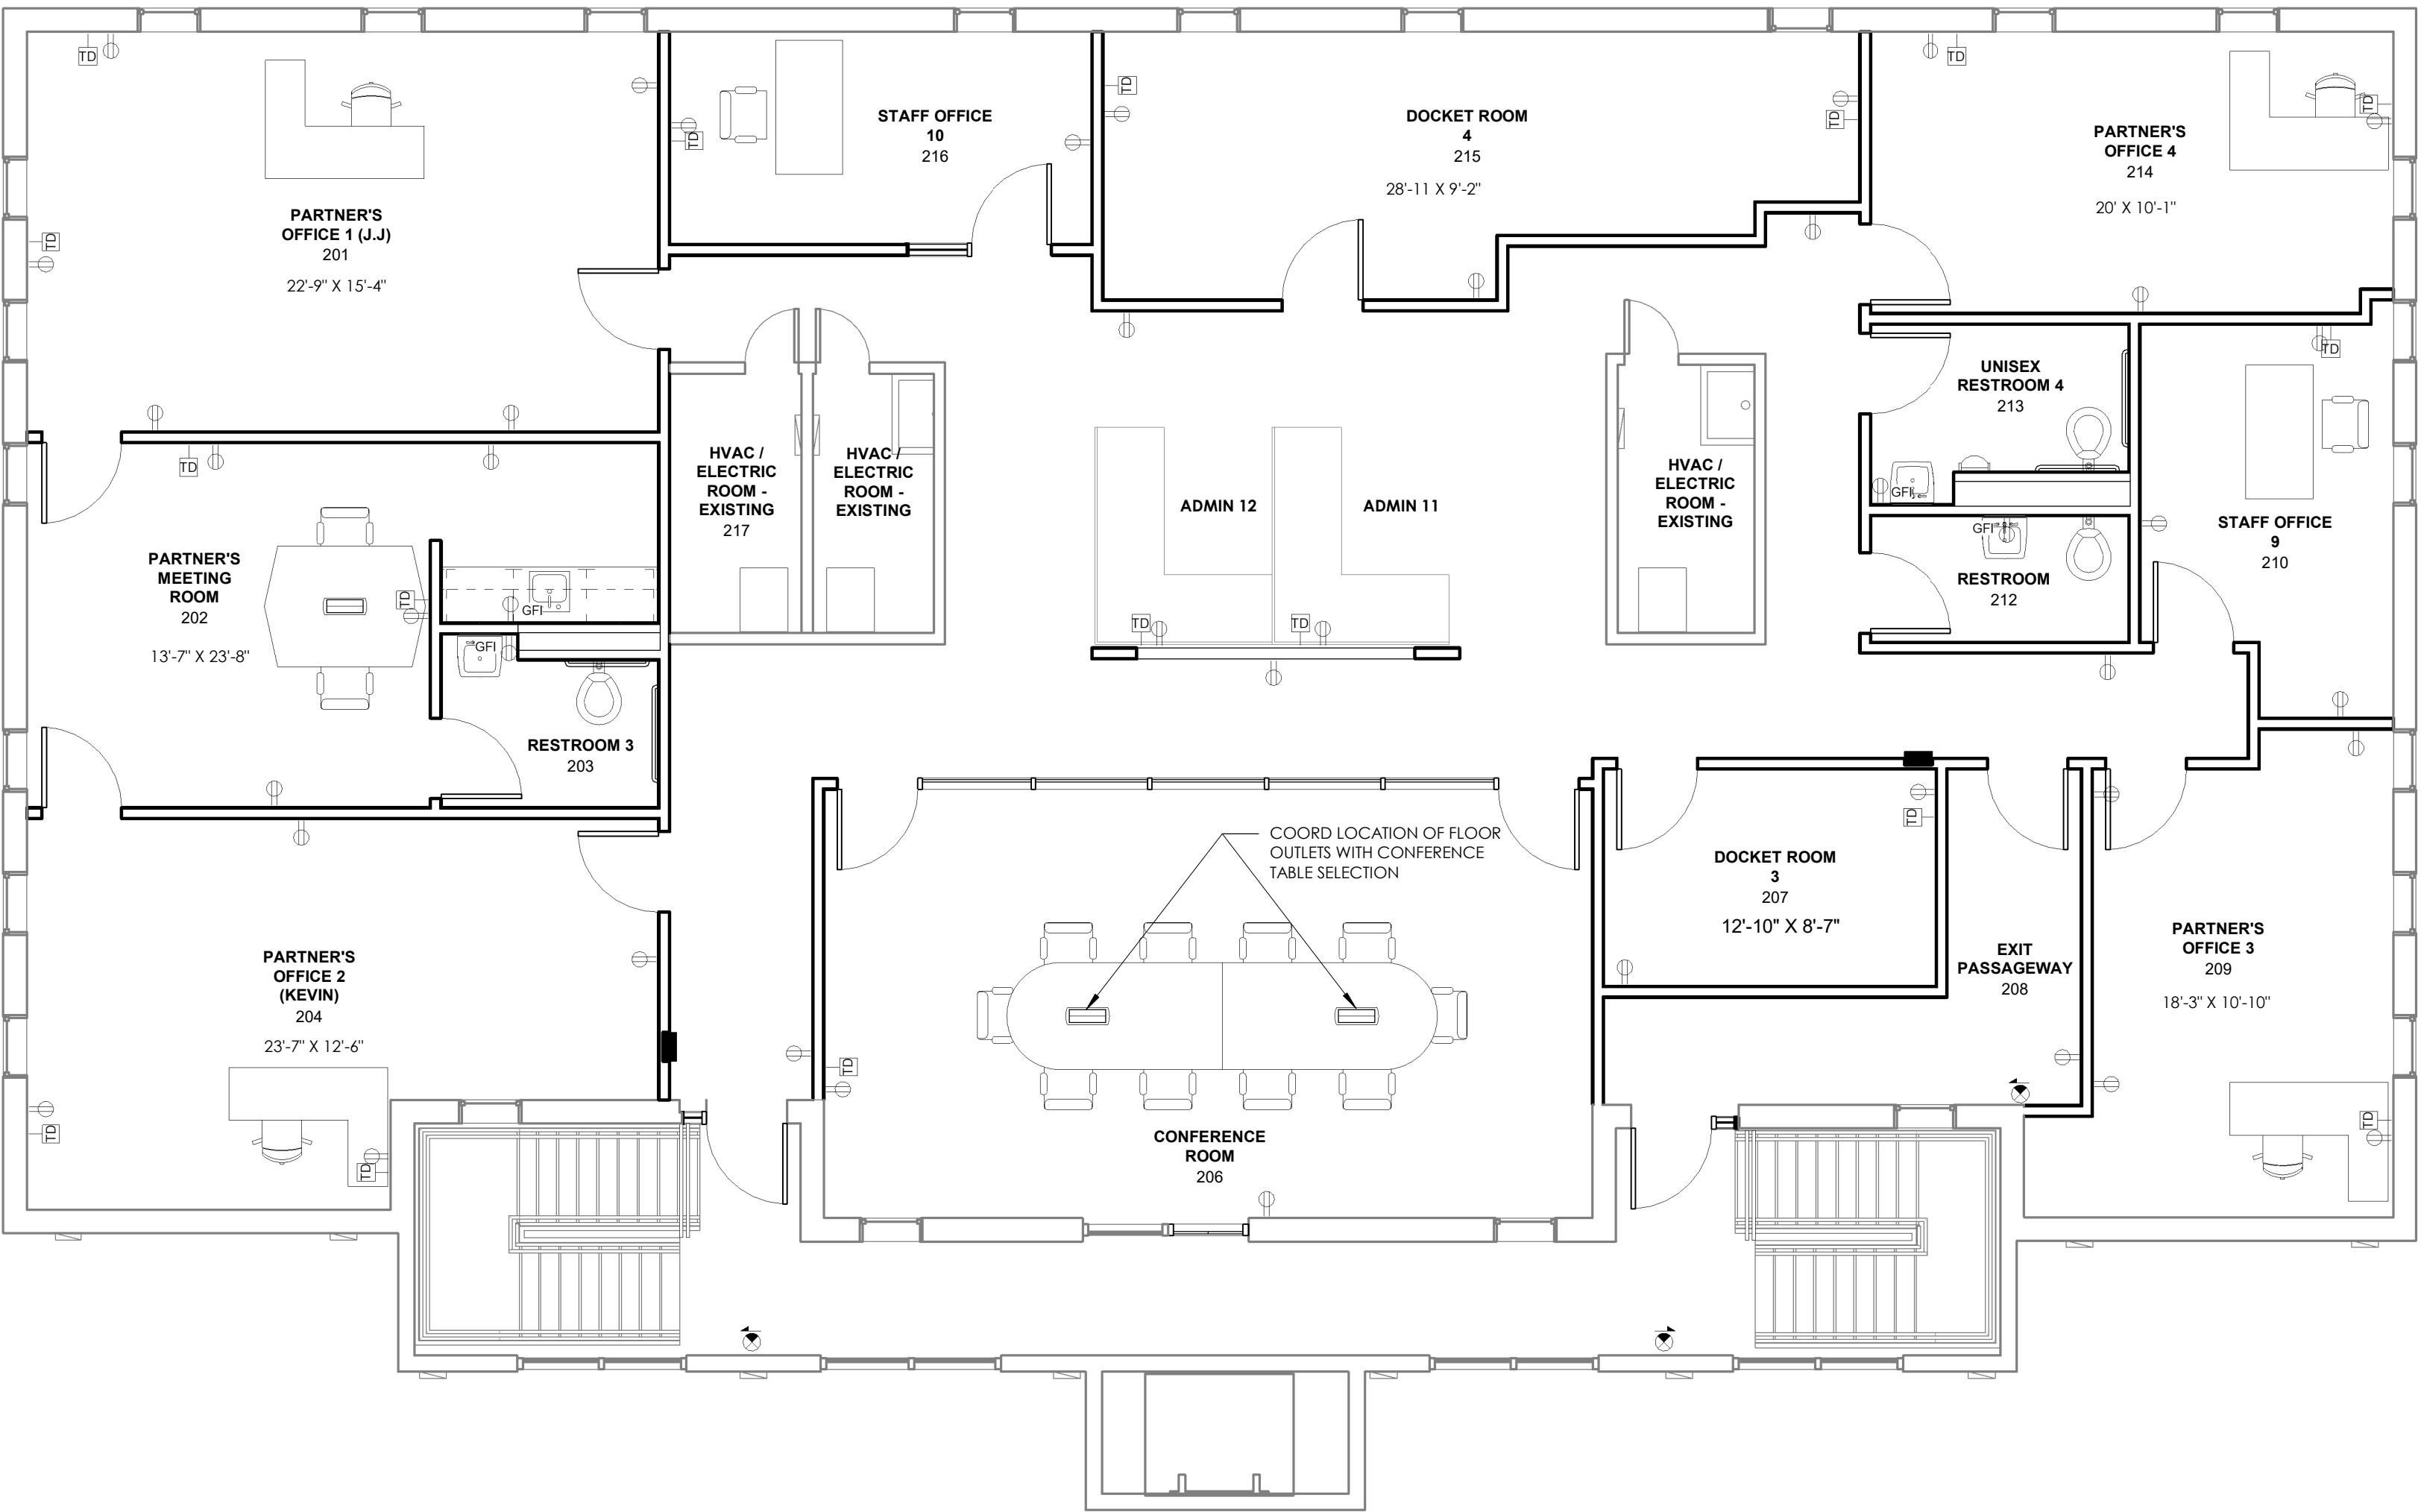 TD
TD
PARTNER'S
OFFICE 1 (J.J)
201
22'-9" X 15'-4"
TD
STAFF OFFICE
10
216
TD
DOCKET ROOM
4
215
28'-11 X 9'-2"
TD
TD
TD
PARTNER'S
OFFICE 4
214
20' X 10'-1"
TD
PARTNER'S
MEETING
ROOM
202
13'-7" X 23'-8"
TD
GFI
GFI
RESTROOM 3
203
HVAC /
ELECTRIC
ROOM -
EXISTING
217
HVAC /
ELECTRIC
ROOM -
EXISTING
ADMIN 12
TD
ADMIN 11
TD
HVAC /
ELECTRIC
ROOM -
EXISTING
UNISEX
RESTROOM 4
213
GFI
GFI
RESTROOM
212
TD
STAFF OFFICE
9
210
PARTNER'S
OFFICE 2
(KEVIN)
204
23'-7" X 12'-6"
TD
TD
COORD LOCATION OF FLOOR
OUTLETS WITH CONFERENCE
TABLE SELECTION
TD
CONFERENCE
ROOM
206
TD
DOCKET ROOM
3
207
12'-10" X 8'-7"
EXIT
PASSAGEWAY
208
PARTNER'S
OFFICE 3
209
18'-3" X 10'-10"
TD